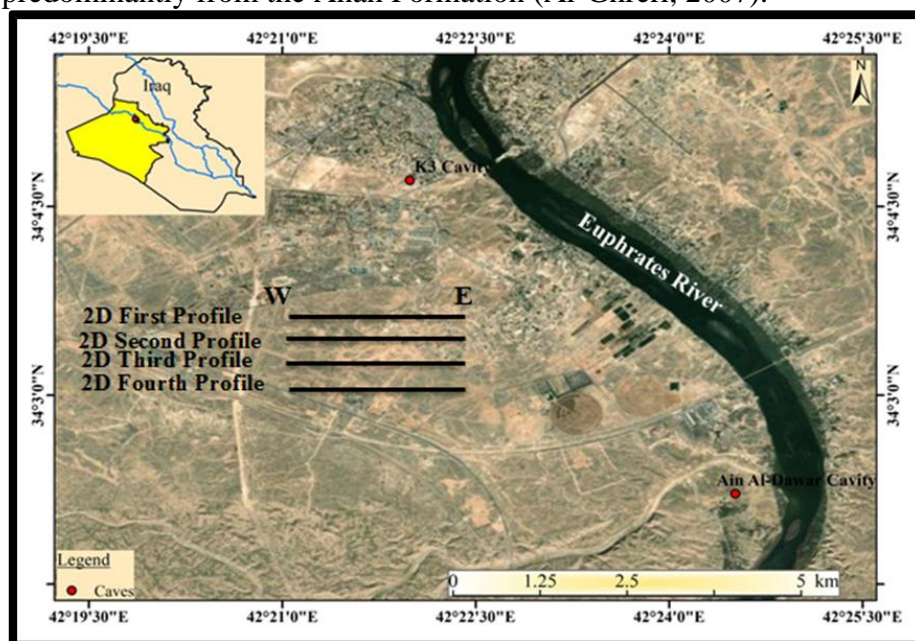 predominantly from the Anah Formation (Al-Ghreri, 2007).
42°19'30"E 42°21'0"E 42°22'30"E 42°24'0"E 42°25'30"E
Iraq
N
K3 Cavity
34°4'0"N 34°4'0"N
Euphrates River
W E
2D First Profile
2D Second Profile
2D Third Profile
2D Fourth Profile
34°3'0"N 34°3'0"N
Ain Al-Dawar Cavity
Legend
Caves
0 1.25 2.5 5 km
42°19'30"E 42°21'0"E 42°22'30"E 42°24'0"E 42°25'30"E